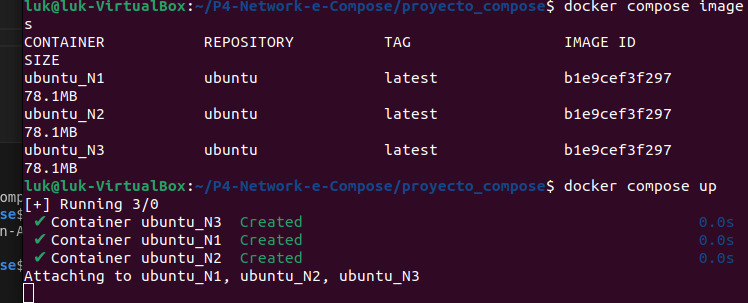 luk@luk-VirtualBox:~/P4-Network-e-Compose/proyecto_compose$ docker compose image
s
CONTAINER REPOSITORY TAG IMAGE ID
SIZE
ubuntu_N1 ubuntu latest b1e9cef3f297
78.1MB
ubuntu_N2 ubuntu latest b1e9cef3f297
78.1MB
ubuntu_N3 ubuntu latest b1e9cef3f297
78.1MB
luk@luk-VirtualBox:~/P4-Network-e-Compose/proyecto_compose$ docker compose up
[+] Running 3/0
✔ Container ubuntu_N3 Created 0.0s
✔ Container ubuntu_N1 Created 0.0s
✔ Container ubuntu_N2 Created 0.0s
Attaching to ubuntu_N1, ubuntu_N2, ubuntu_N3
omp
se$
n-A
se$